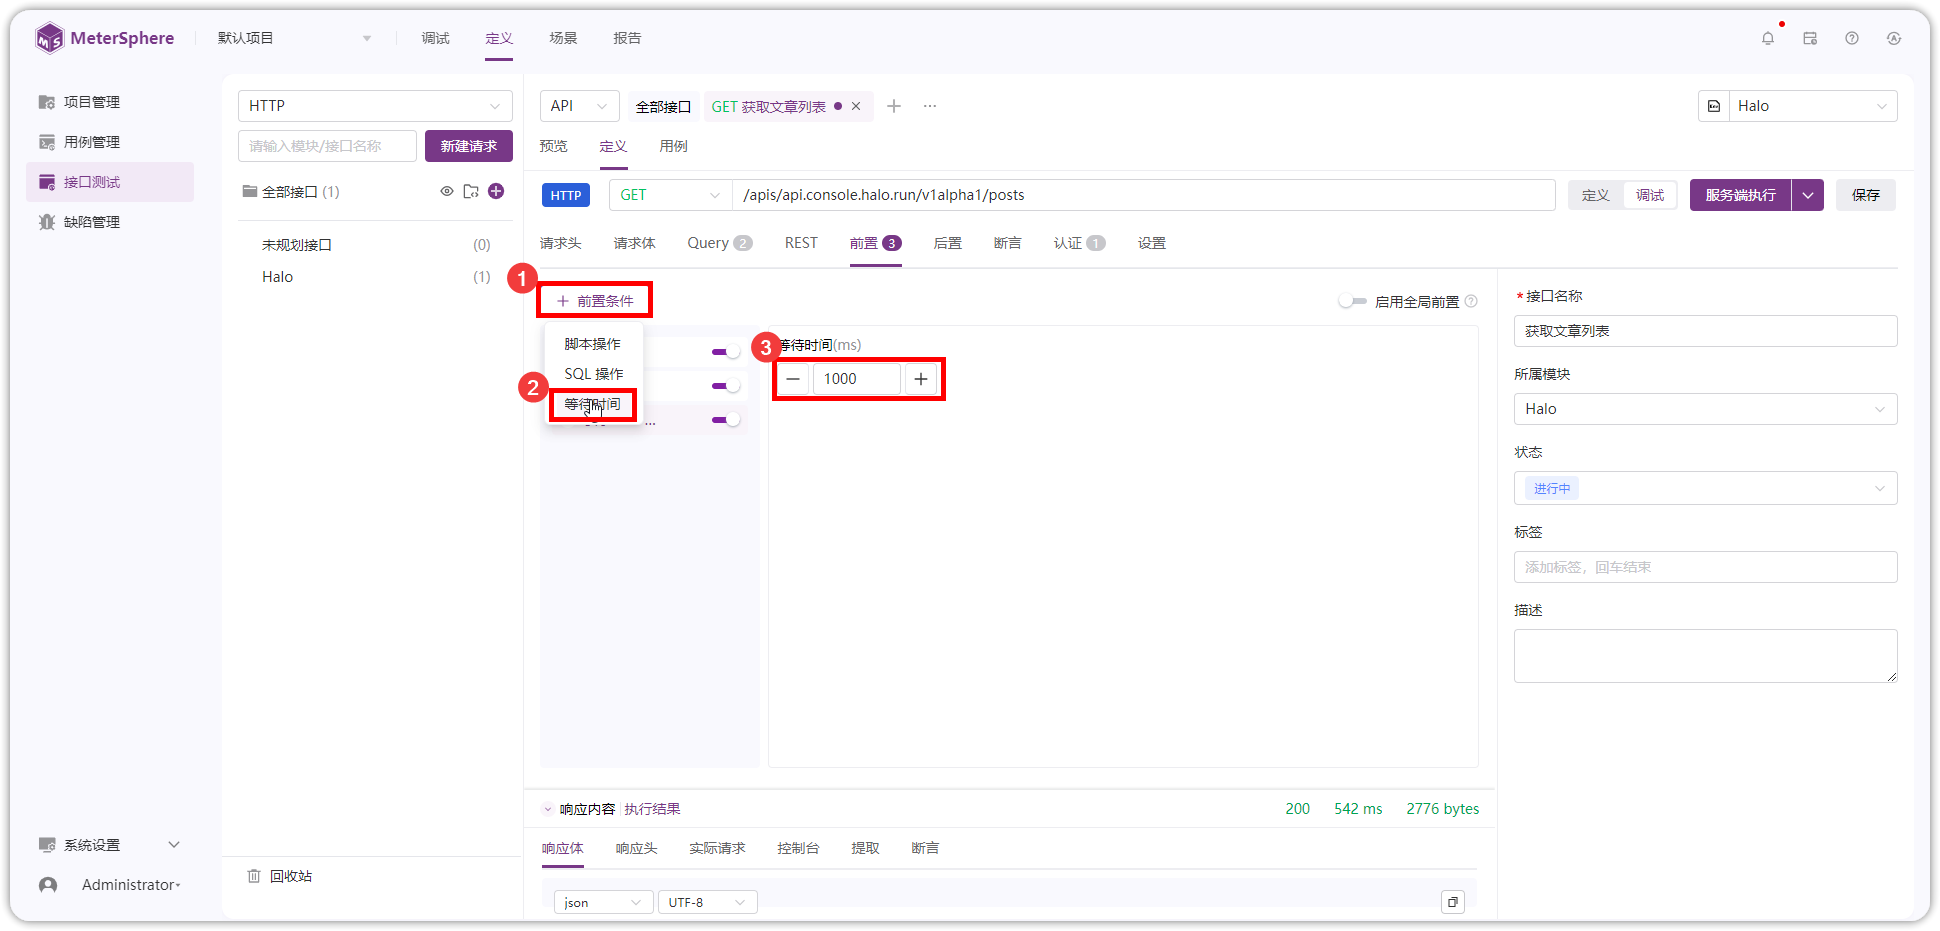 MeterSphere
默认项目
调试
定义
场景
报告
项目管理
用例管理
接口测试
缺陷管理
系统设置
Administrator
HTTP
请输入模块/接口名称
新建请求
全部接口 (1)
未规划接口 (0)
Halo (1)
回收站
API
全部接口
GET 获取文章列表
Halo
预览
定义
用例
HTTP
GET
/apis/api.console.halo.run/v1alpha1/posts
定义
调试
服务端执行
保存
请求头
请求体
Query 2
REST
前置 3
后置
断言
认证 1
设置
1
前置条件
启用全局前置
脚本操作
SQL 操作
2
等待时间
...
3
等待时间(ms)
1000
*接口名称
获取文章列表
所属模块
Halo
状态
进行中
标签
添加标签，回车结束
描述
响应内容
执行结果
200
542 ms
2776 bytes
响应体
响应头
实际请求
控制台
提取
断言
json
UTF-8